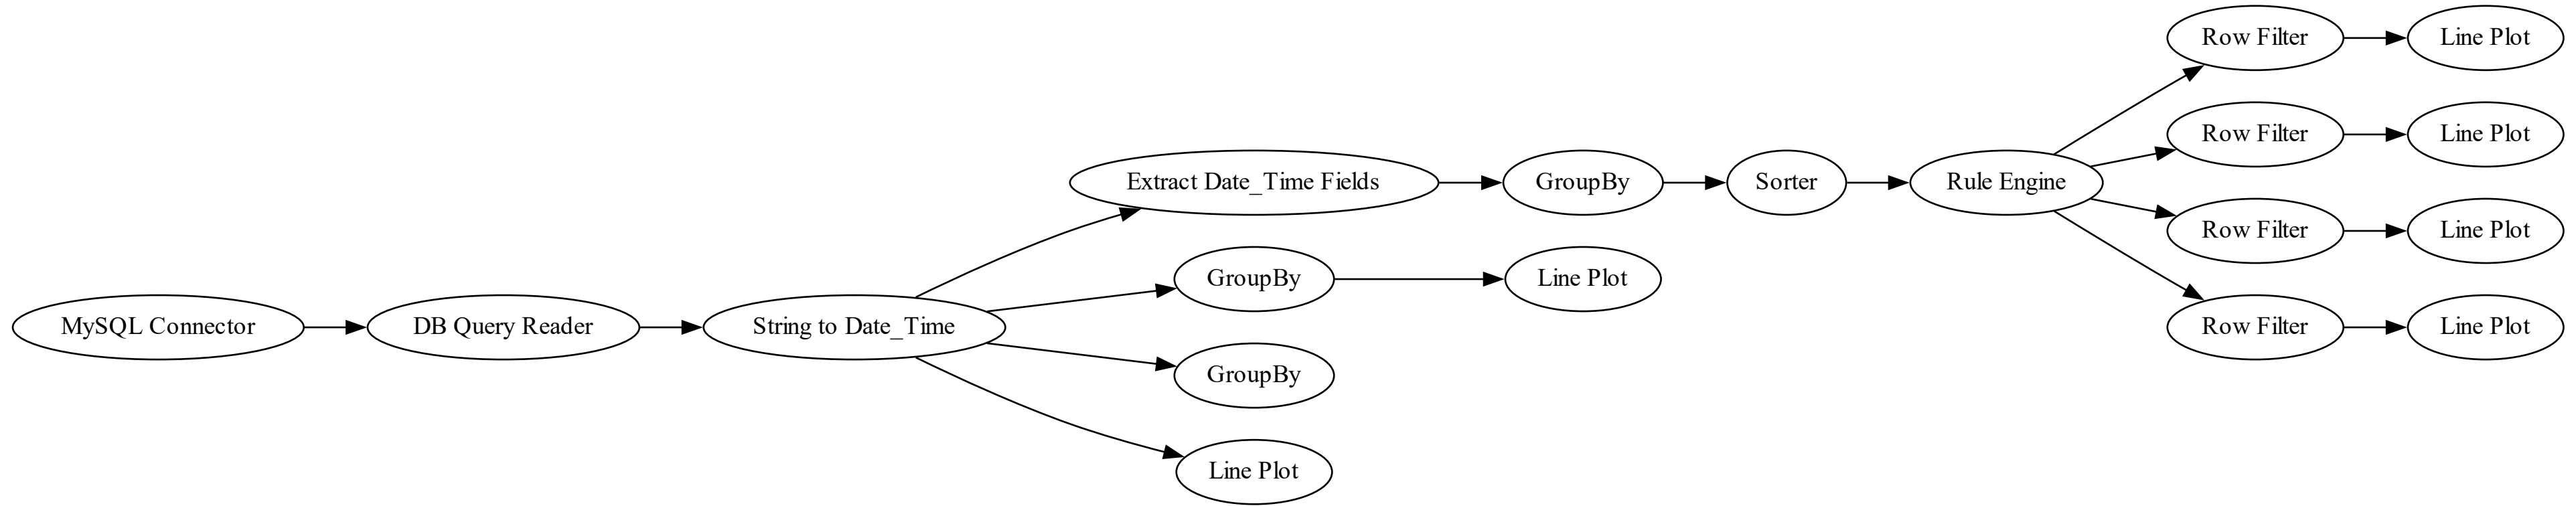 Row Filter
Line Plot
Row Filter
Line Plot
Extract Date_Time Fields
GroupBy
Sorter
Rule Engine
Row Filter
Line Plot
GroupBy
Line Plot
MySQL Connector
DB Query Reader
String to Date_Time
Row Filter
Line Plot
GroupBy
Line Plot